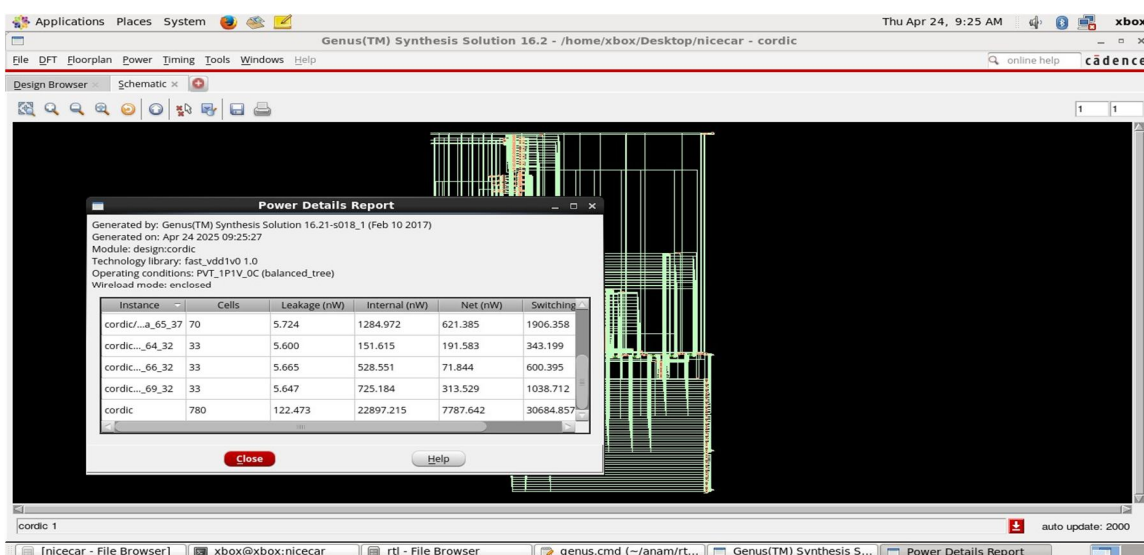 Applications Places System Thu Apr 24, 9:25 AM xbox
Genus(TM) Synthesis Solution 16.2 - /home/xbox/Desktop/nicecar - cordic
File DFT Floorplan Power Timing Tools Windows Help online help cādence
Design Browser Schematic
1 1
Power Details Report
Generated by: Genus(TM) Synthesis Solution 16.21-s018_1 (Feb 10 2017)
Generated on: Apr 24 2025 09:25:27
Module: design:cordic
Technology library: fast_vdd1v0 1.0
Operating conditions: PVT_1P1V_0C (balanced_tree)
Wireload mode: enclosed
Instance Cells Leakage (nW) Internal (nW) Net (nW) Switching
cordic/...a_65_37 70 5.724 1284.972 621.385 1906.358
cordic..._64_32 33 5.600 151.615 191.583 343.199
cordic..._66_32 33 5.665 528.551 71.844 600.395
cordic..._69_32 33 5.647 725.184 313.529 1038.712
cordic 780 122.473 22897.215 7787.642 30684.857
Close Help
cordic 1 auto update: 2000
[nicecar - File Browser] xbox@xbox:nicecar rtl - File Browser genus.cmd (~/anam/rt... Genus(TM) Synthesis S... Power Details Report